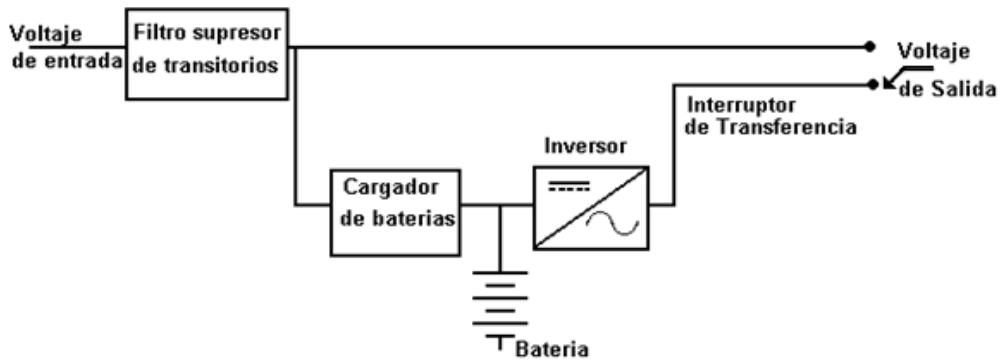 Voltaje
de entrada
Filtro supresor
de transitorios
Voltaje
de Salida
Interruptor
de Transferencia
Inversor
Cargador
de baterias
Bateria